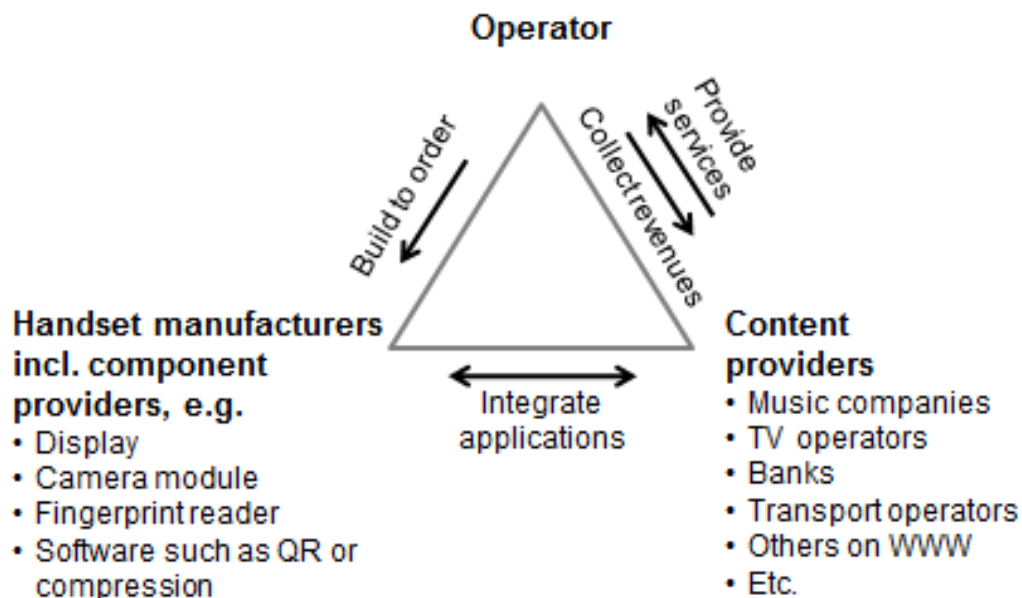 Operator
Build to order
Collect revenues
Provide
services
Handset manufacturers
incl. component
providers, e.g.
• Display
• Camera module
• Fingerprint reader
• Software such as QR or
compression
Integrate
applications
Content
providers
• Music companies
• TV operators
• Banks
• Transport operators
• Others on WWW
• Etc.